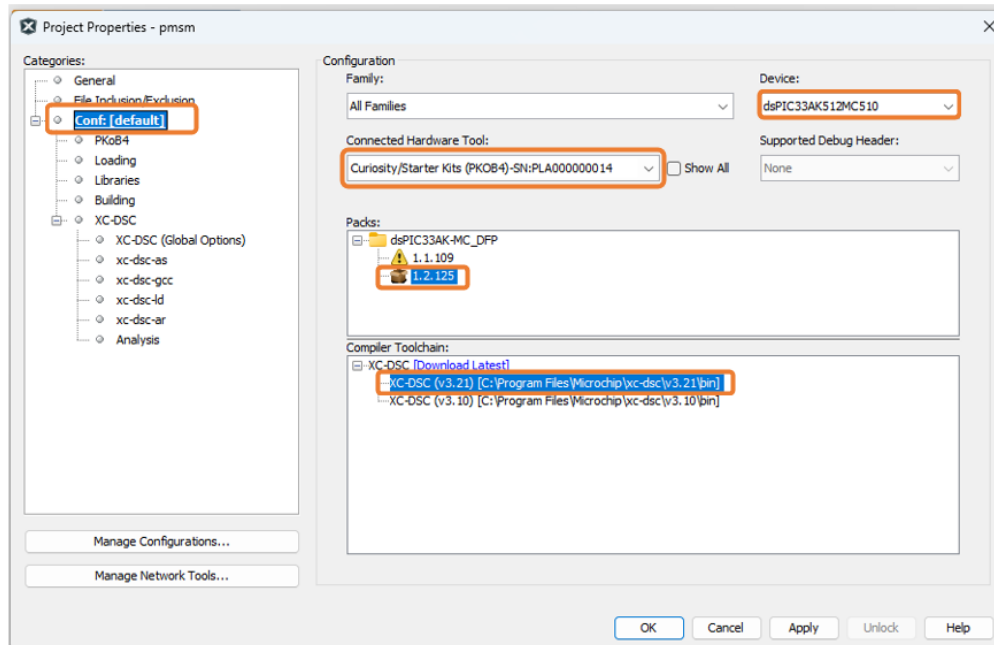 Project Properties - pmsm
Categories:
General
File Inclusion/Exclusion
Conf: [default]
PKoB4
Loading
Libraries
Building
XC-DSC
XC-DSC (Global Options)
xc-dsc-as
xc-dsc-gcc
xc-dsc-ld
xc-dsc-ar
Analysis
Manage Configurations...
Manage Network Tools...
Configuration
Family:
All Families
Device:
dsPIC33AK512MC510
Connected Hardware Tool:
Curiosity/Starter Kits (PKOB4)-SN:PLA000000014
Show All
Supported Debug Header:
None
Packs:
dsPIC33AK-MC_DFP
1.1.109
1.2.125
Compiler Toolchain:
XC-DSC [Download Latest]
XC-DSC (v3.21) [C:\Program Files\Microchip\xc-dsc\v3.21\bin]
XC-DSC (v3.10) [C:\Program Files\Microchip\xc-dsc\v3.10\bin]
OK
Cancel
Apply
Unlock
Help